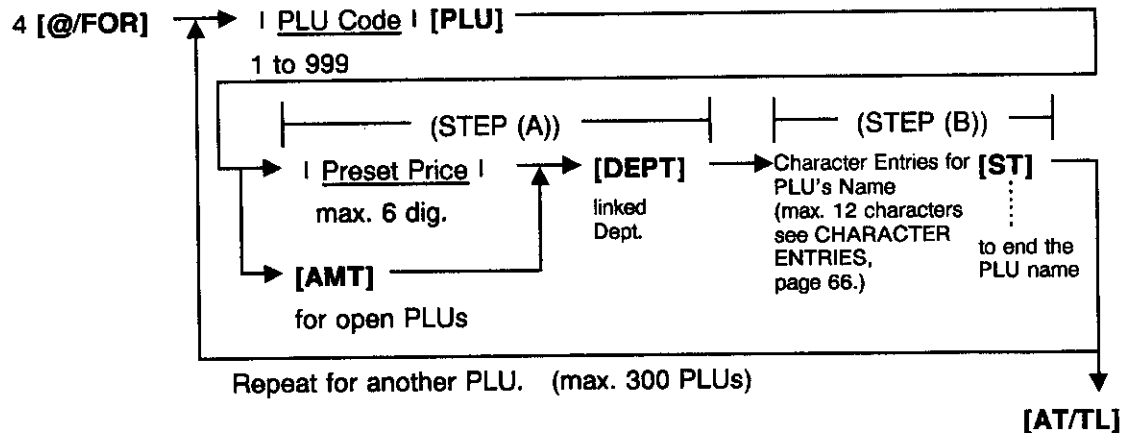 4 [@/FOR]
PLU Code [PLU]
1 to 999
(STEP (A))
(STEP (B))
Preset Price
max. 6 dig.
[AMT]
for open PLUs
[DEPT]
linked
Dept.
Character Entries for
PLU's Name
(max. 12 characters
see CHARACTER
ENTRIES,
page 66.)
[ST]
to end the
PLU name
Repeat for another PLU. (max. 300 PLUs)
[AT/TL]